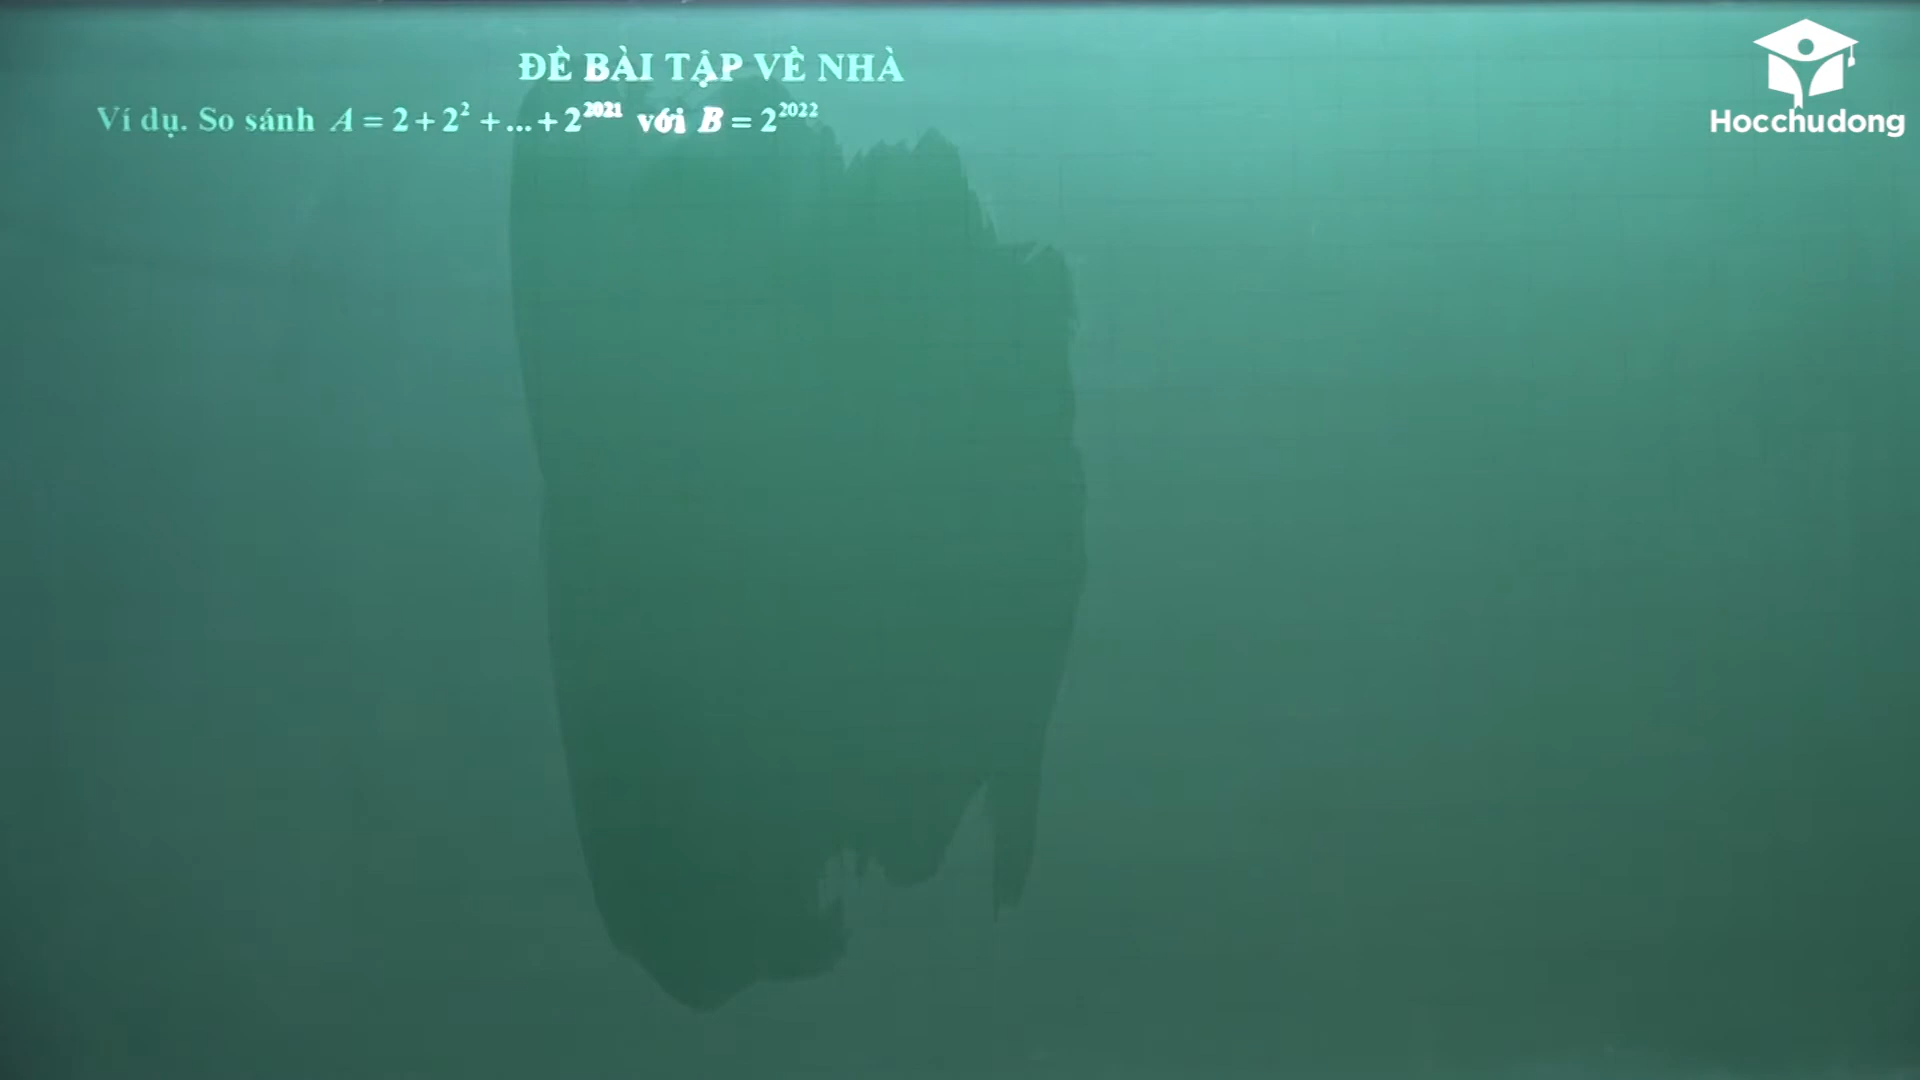 ĐỀ BÀI TẬP VỀ NHÀ
Ví dụ. So sánh A = 2 + 2² + ... + 2²⁰²¹ với B = 2²⁰²²
Hocchudong